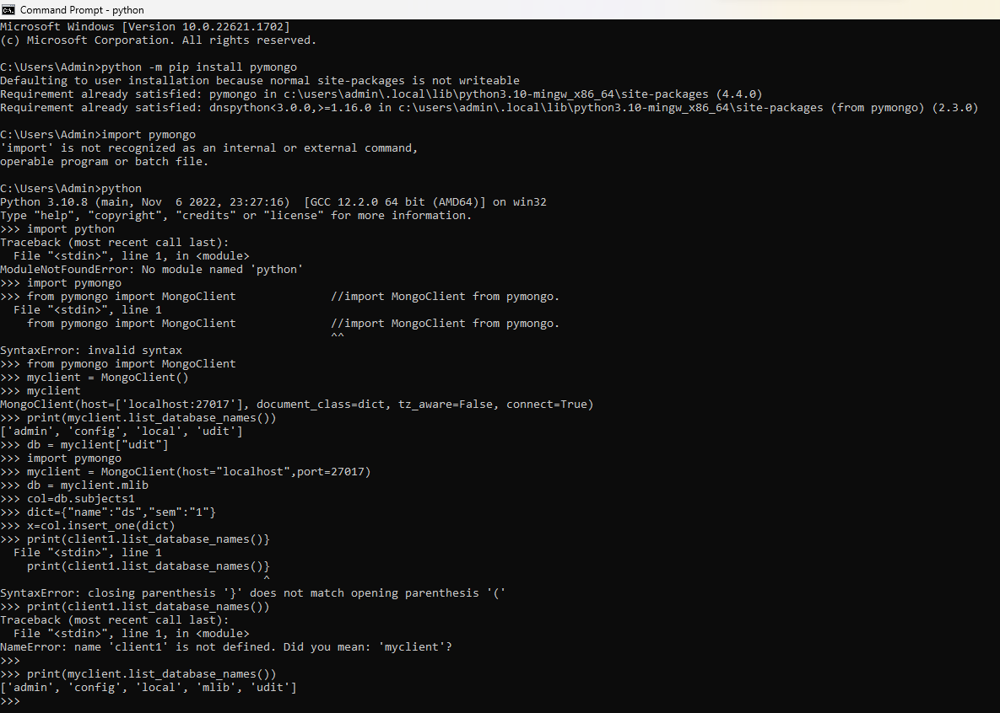 Command Prompt - python
Microsoft Windows [Version 10.0.22621.1702]
(c) Microsoft Corporation. All rights reserved.
C:\Users\Admin>python -m pip install pymongo
Defaulting to user installation because normal site-packages is not writeable
Requirement already satisfied: pymongo in c:\users\admin\.local\lib\python3.10-mingw_x86_64\site-packages (4.4.0)
Requirement already satisfied: dnspython<3.0.0,>=1.16.0 in c:\users\admin\.local\lib\python3.10-mingw_x86_64\site-packages (from pymongo) (2.3.0)
C:\Users\Admin>import pymongo
'import' is not recognized as an internal or external command,
operable program or batch file.
C:\Users\Admin>python
Python 3.10.8 (main, Nov  6 2022, 23:27:16)  [GCC 12.2.0 64 bit (AMD64)] on win32
Type "help", "copyright", "credits" or "license" for more information.
>>> import python
Traceback (most recent call last):
  File "<stdin>", line 1, in <module>
ModuleNotFoundError: No module named 'python'
>>> import pymongo
>>> from pymongo import MongoClient              //import MongoClient from pymongo.
  File "<stdin>", line 1
    from pymongo import MongoClient              //import MongoClient from pymongo.
                                                 ^^
SyntaxError: invalid syntax
>>> from pymongo import MongoClient
>>> myclient = MongoClient()
>>> myclient
MongoClient(host=['localhost:27017'], document_class=dict, tz_aware=False, connect=True)
>>> print(myclient.list_database_names())
['admin', 'config', 'local', 'udit']
>>> db = myclient["udit"]
>>> import pymongo
>>> myclient = MongoClient(host="localhost",port=27017)
>>> db = myclient.mlib
>>> col=db.subjects1
>>> dict={"name":"ds","sem":"1"}
>>> x=col.insert_one(dict)
>>> print(client1.list_database_names()}
  File "<stdin>", line 1
    print(client1.list_database_names()}
                                       ^
SyntaxError: closing parenthesis '}' does not match opening parenthesis '('
>>> print(client1.list_database_names())
Traceback (most recent call last):
  File "<stdin>", line 1, in <module>
NameError: name 'client1' is not defined. Did you mean: 'myclient'?
>>>
>>> print(myclient.list_database_names())
['admin', 'config', 'local', 'mlib', 'udit']
>>>